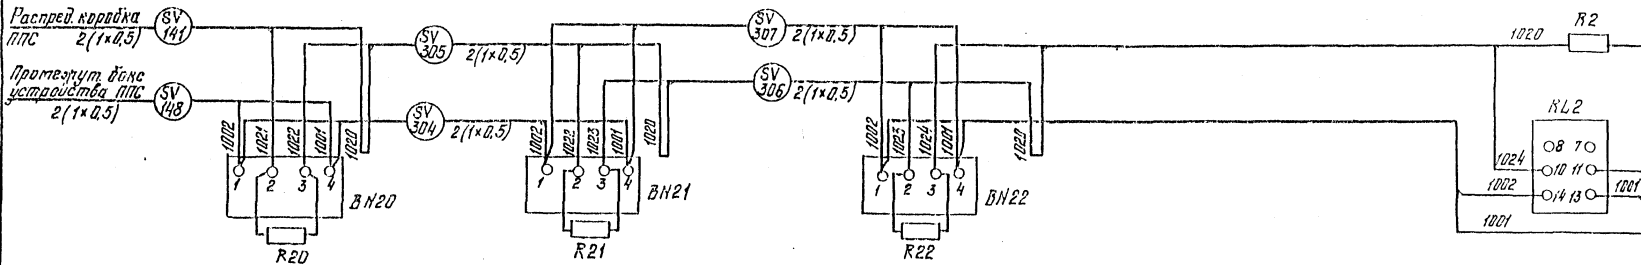 Распред. коробка
ППС
2(1×0,5)
SV
141
Промежут. бокс
устройства ППС
2(1×0,5)
SV
148
1002
1021
1022
1001
1020
1
2
3
4
BN20
R20
SV
305
2(1×0,5)
SV
304
2(1×0,5)
1002
1022
1023
1001
1020
1
2
3
4
BN21
R21
SV
307
2(1×0,5)
SV
306
2(1×0,5)
1002
1023
1024
1001
1020
1
2
3
4
BN22
R22
1020
R2
KL2
8 7
1024
10 11
1002
14 13
1001
1001